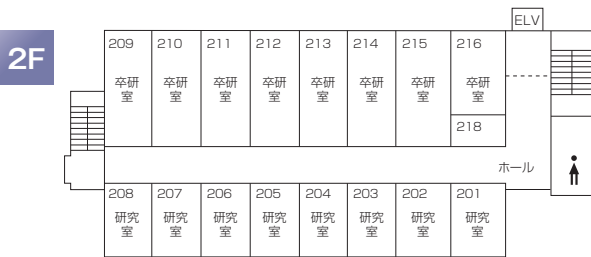 ELV
2F
209 210 211 212 213 214 215 216
卒研室 卒研室 卒研室 卒研室 卒研室 卒研室 卒研室 卒研室
218
ホール
208 207 206 205 204 203 202 201
研究室 研究室 研究室 研究室 研究室 研究室 研究室 研究室